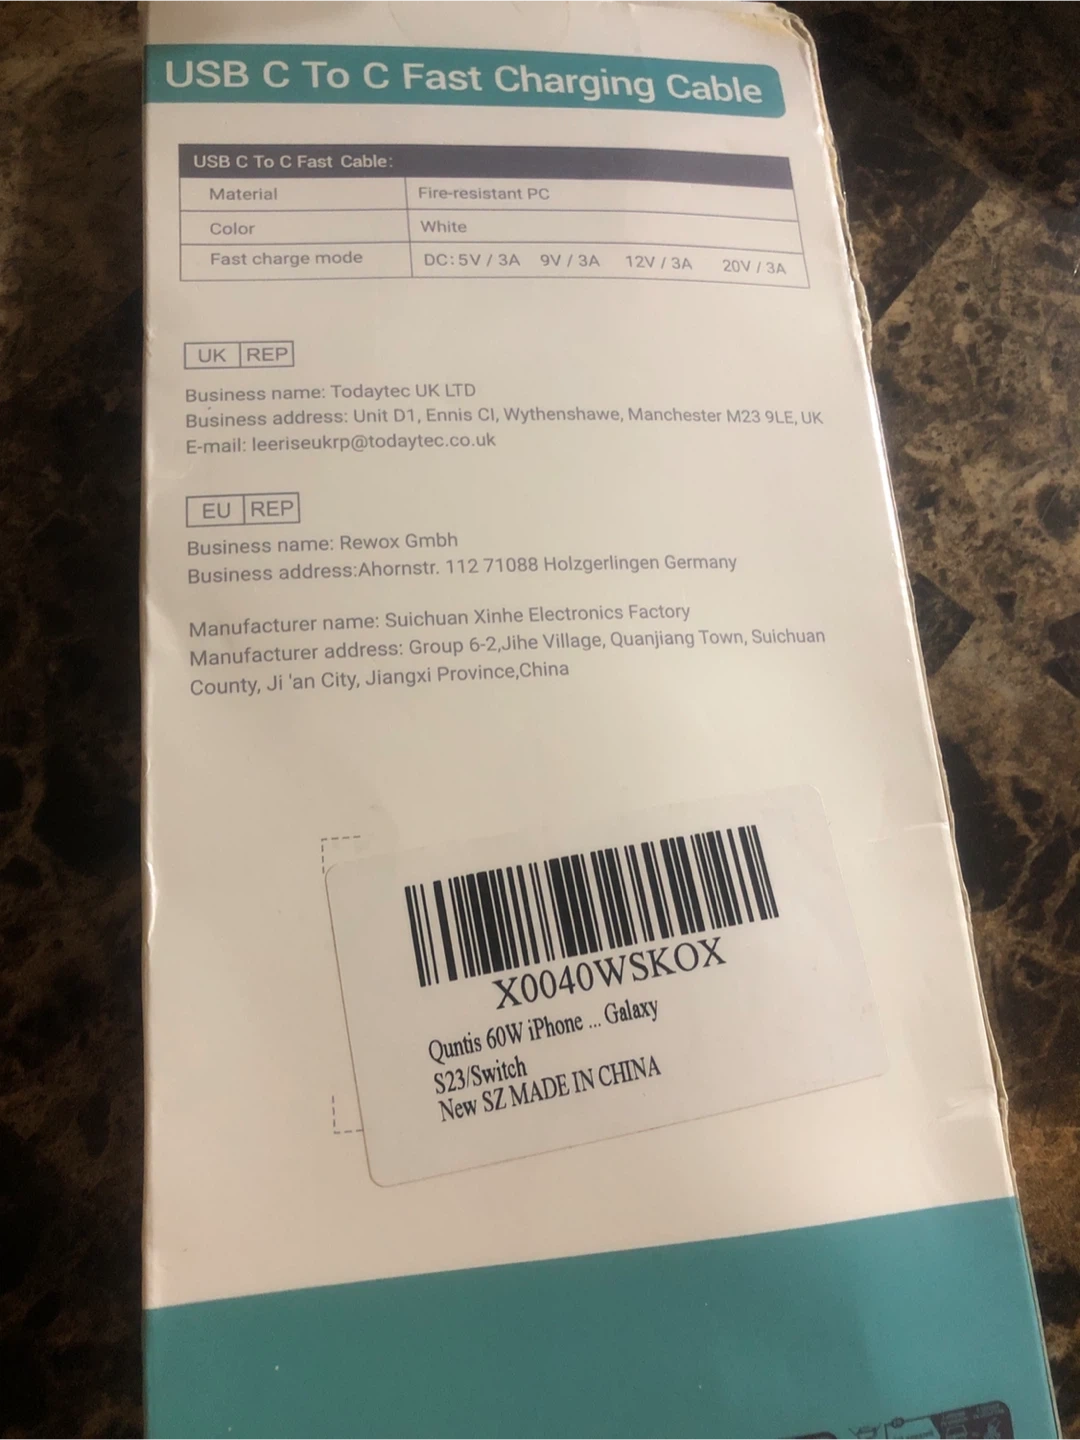 USB C To C Fast Charging Cable
USB C To C Fast Cable:
Material Fire-resistant PC
Color White
Fast charge mode DC:5V / 3A 9V / 3A 12V / 3A 20V / 3A
UK REP
Business name: Todaytec UK LTD
Business address: Unit D1, Ennis Cl, Wythenshawe, Manchester M23 9LE, UK
E-mail: leeriseukrp@todaytec.co.uk
EU REP
Business name: Rewox Gmbh
Business address:Ahornstr. 112 71088 Holzgerlingen Germany
Manufacturer name: Suichuan Xinhe Electronics Factory
Manufacturer address: Group 6-2,Jihe Village, Quanjiang Town, Suichuan
County, Ji 'an City, Jiangxi Province,China
X0040WSKOX
Quntis 60W iPhone ... Galaxy
S23/Switch
New SZ MADE IN CHINA